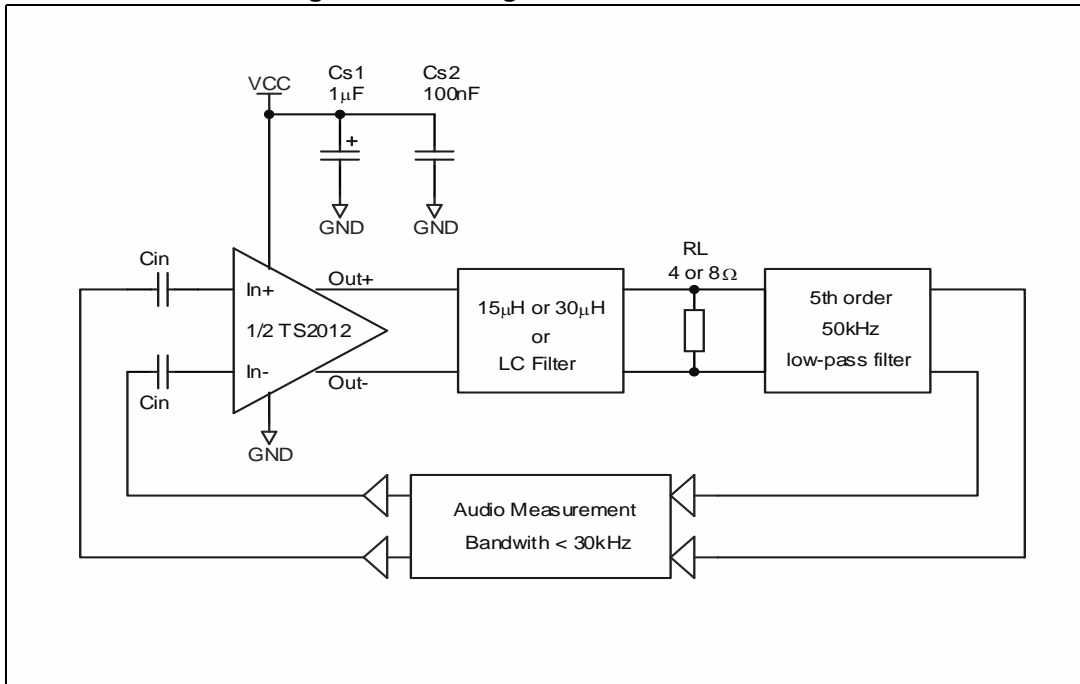 VCC
Cs1
1μF
Cs2
100nF
+
GND
GND
Cin
In+
Out+
1/2 TS2012
In-
Out-
Cin
GND
15μH or 30μH
or
LC Filter
RL
4 or 8Ω
5th order
50kHz
low-pass filter
Audio Measurement
Bandwith < 30kHz